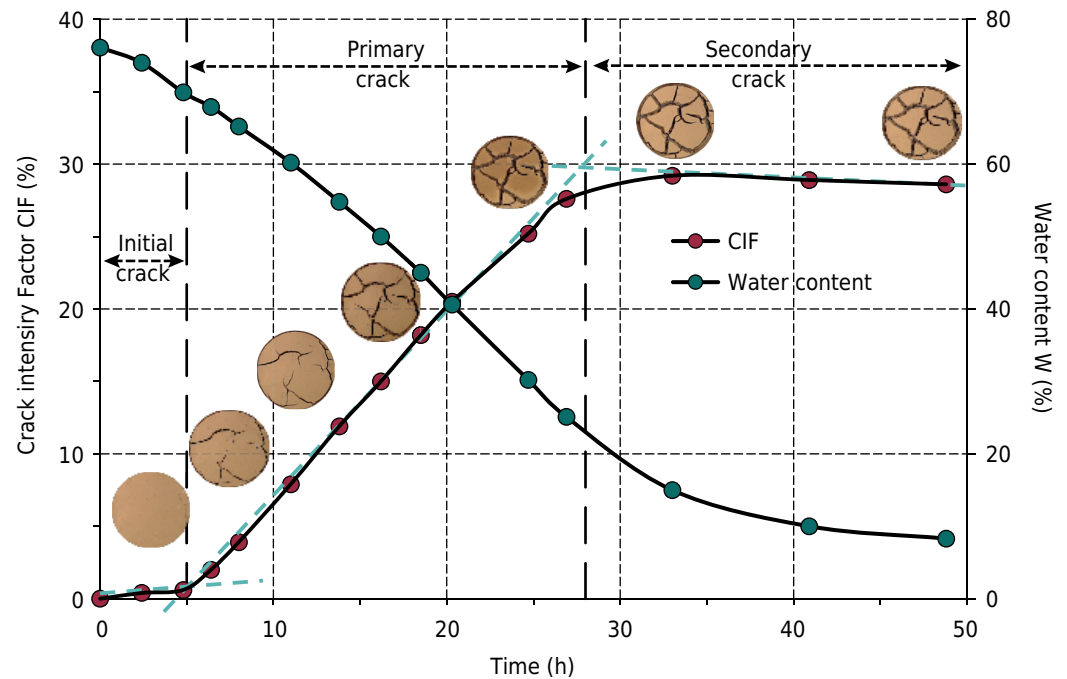 40
80
Primary
crack
Secondary
crack
30
60
Initial
crack
CIF
Water content
20
40
10
20
0
0
0
10
20
30
40
50
Time (h)
Crack intensiry Factor CIF (%)
Water content W (%)